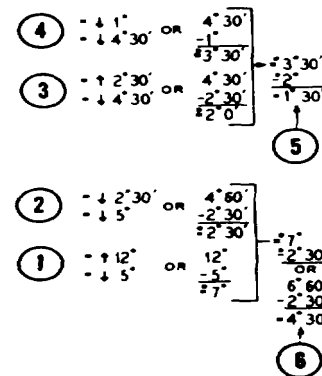 4 - ↓ 1° OR 4° 30′
- ↓ 4° 30′ -1°
= 3° 30′
3 - ↑ 2° 30′ OR 4° 30′ = 3° 30′
- ↓ 4° 30′ -2° 30′ = 2°
= 2° 0′ = 1° 30′
5
2 - ↓ 2° 30′ OR 4° 60′
- ↓ 5° -2° 30′
= 2° 30′ = 7°
1 - ↑ 12° OR 12° = 2° 30′
- ↓ 5° -5° OR
= 7° 6° 60′
-2° 30′
= 4° 30′
6